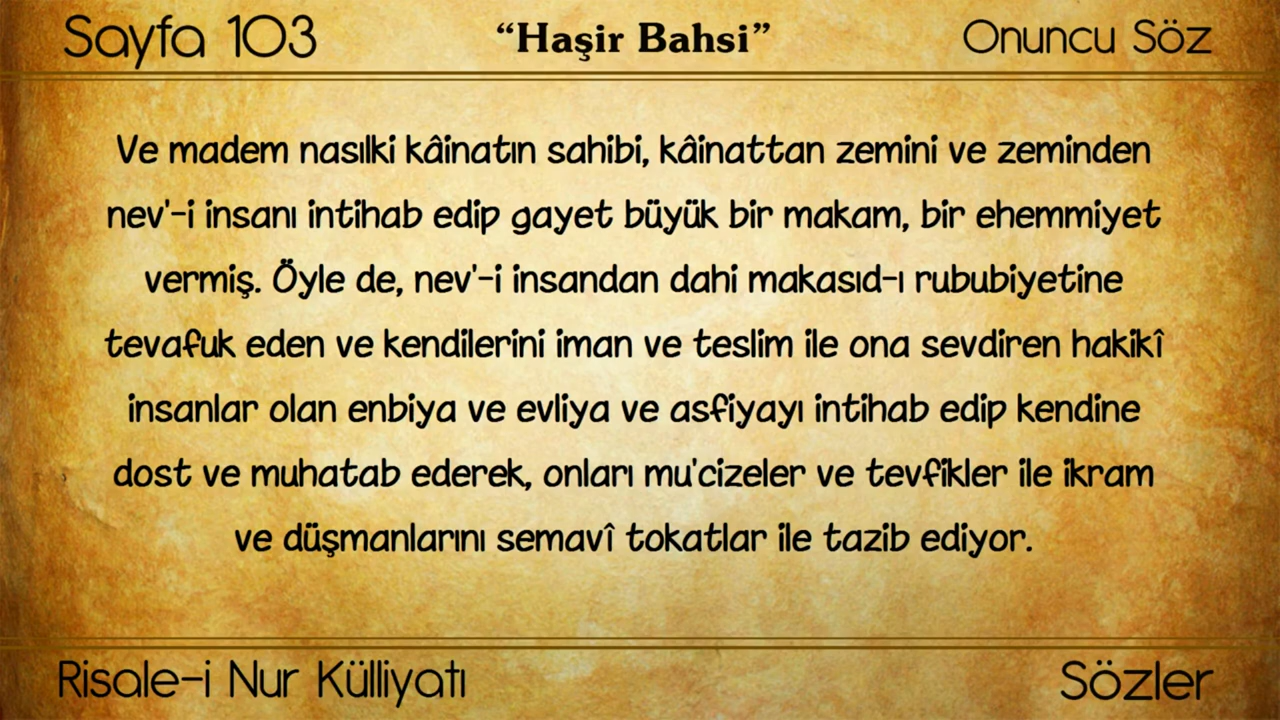 Sayfa 103
“Haşir Bahsi”
Onuncu Söz
Ve madem nasılki kâinatın sahibi, kâinattan zemini ve zeminden
nev'-i insanı intihab edip gayet büyük bir makam, bir ehemmiyet
vermiş. Öyle de, nev'-i insandan dahi makasıd-ı rububiyetine
tevafuk eden ve kendilerini iman ve teslim ile ona sevdiren hakikî
insanlar olan enbiya ve evliya ve asfiyayı intihab edip kendine
dost ve muhatab ederek, onları mu'cizeler ve tevfikler ile ikram
ve düşmanlarını semavî tokatlar ile tazib ediyor.
Risale-i Nur Külliyatı
Sözler